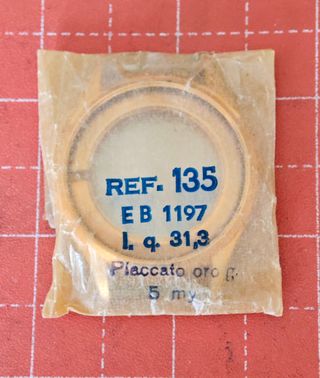 REF. 135
EB 1197
l. q. 31,3
Placcato oro g.
5 my